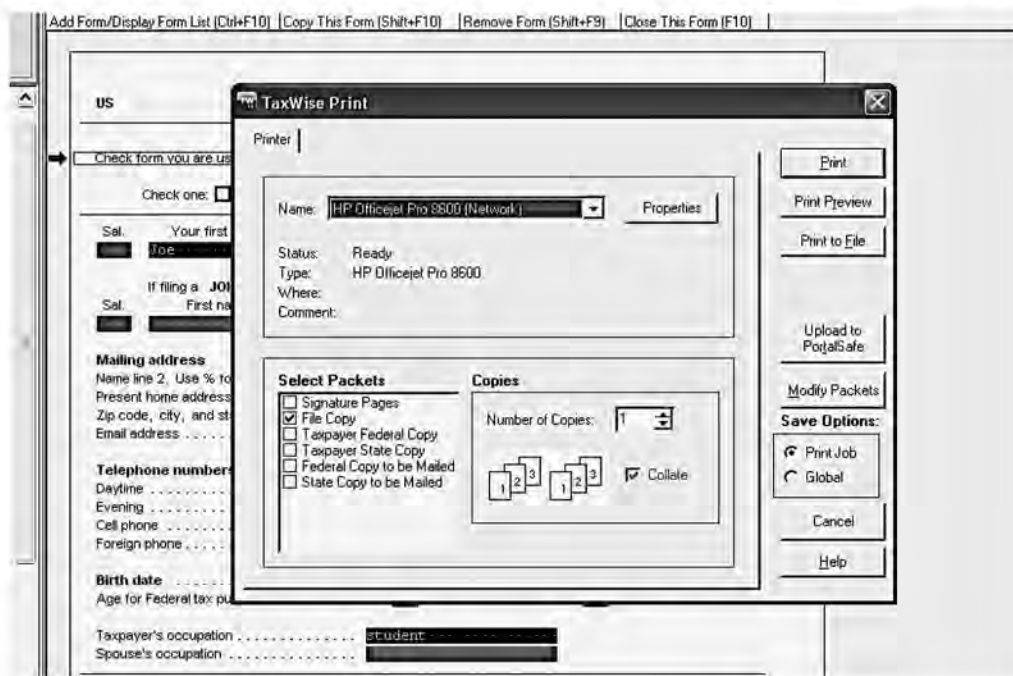 Add Form/Display Form List (Ctrl+F10) Copy This Form (Shift+F10) Remove Form (Shift+F9) Close This Form (F10)
US
TaxWise Print
Printer
Check form you are us
Check one:
Sal. Your first
Joe
If filing a JOI
Sal. First na
Mailing address
Name line 2, Use % fo
Present home address
Zip code, city, and st
Email address . . . . .
Telephone numbers
Daytime . . . . . . . .
Evening . . . . . . . .
Cell phone . . . . . . .
Foreign phone . . . . .
Birth date . . . . . .
Age for Federal tax pu
Taxpayer's occupation . . . . . . . . . . . . . . student
Spouse's occupation . . . . . . . . . . . . . . .
Name: HP Officejet Pro 8600 (Network)
Properties
Status: Ready
Type: HP Officejet Pro 8600
Where:
Comment:
Select Packets
Signature Pages
File Copy
Taxpayer Federal Copy
Taxpayer State Copy
Federal Copy to be Mailed
State Copy to be Mailed
Copies
Number of Copies: 1
1 2 3 1 2 3
Collate
Print
Print Preview
Print to File
Upload to
PortalSafe
Modify Packets
Save Options:
Print Job
Global
Cancel
Help